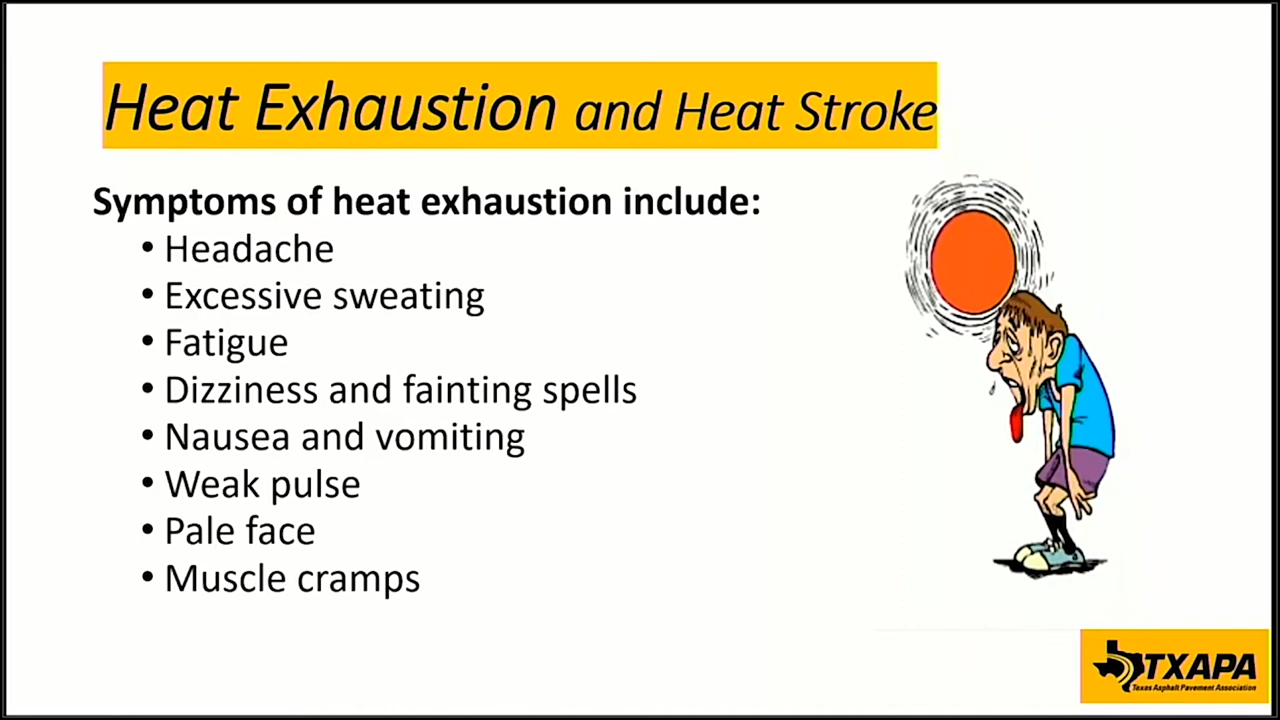 Heat Exhaustion and Heat Stroke
Symptoms of heat exhaustion include:
• Headache
• Excessive sweating
• Fatigue
• Dizziness and fainting spells
• Nausea and vomiting
• Weak pulse
• Pale face
• Muscle cramps
TXAPA
Texas Asphalt Pavement Association